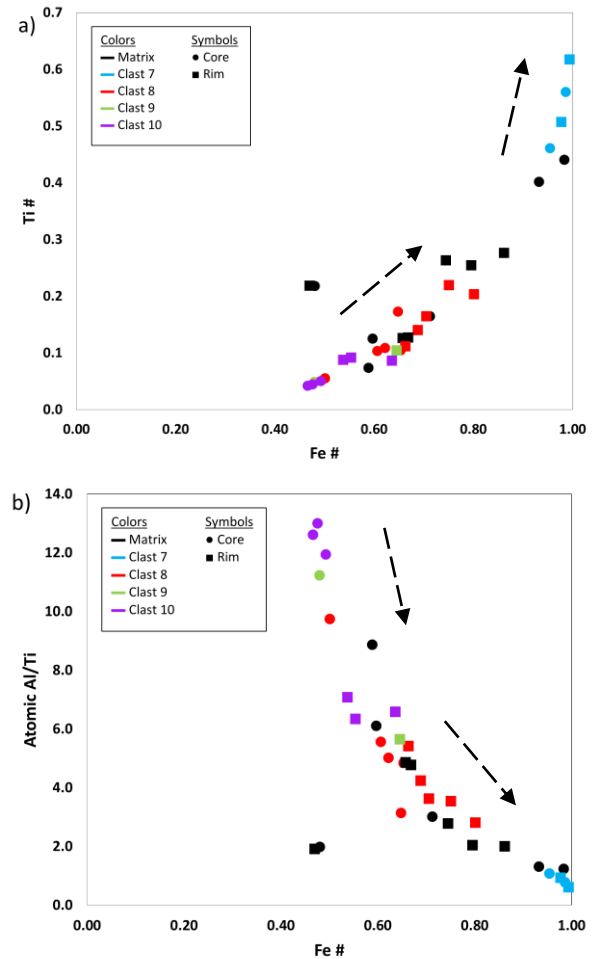 a)
0.7
0.6
0.5
0.4
0.3
0.2
0.1
0.0
Ti #
Colors
Matrix
Clast 7
Clast 8
Clast 9
Clast 10
Symbols
Core
Rim
0.00
0.20
0.40
0.60
0.80
1.00
Fe #
b)
14.0
12.0
10.0
8.0
6.0
4.0
2.0
0.0
Atomic Al/Ti
Colors
Matrix
Clast 7
Clast 8
Clast 9
Clast 10
Symbols
Core
Rim
0.00
0.20
0.40
0.60
0.80
1.00
Fe #